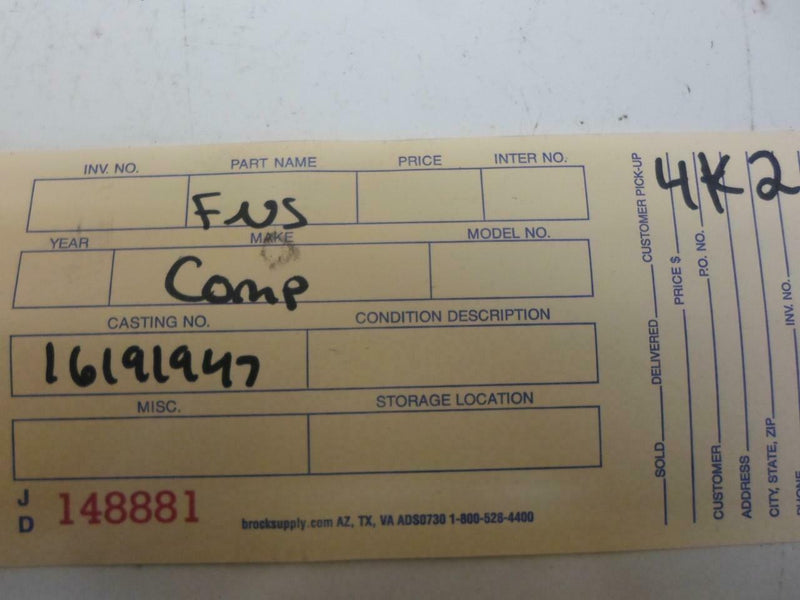 INV. NO. PART NAME PRICE INTER NO.
FNS
YEAR MAKE MODEL NO.
Comp
CASTING NO. CONDITION DESCRIPTION
16191947
MISC. STORAGE LOCATION
J
D
148881
brocksupply.com AZ, TX, VA ADS0730 1-800-528-4400
4K2
SOLD DELIVERED CUSTOMER PICK-UP
PRICE $
CUSTOMER P.O. NO.
ADDRESS
CITY, STATE, ZIP
PHONE INV. NO.